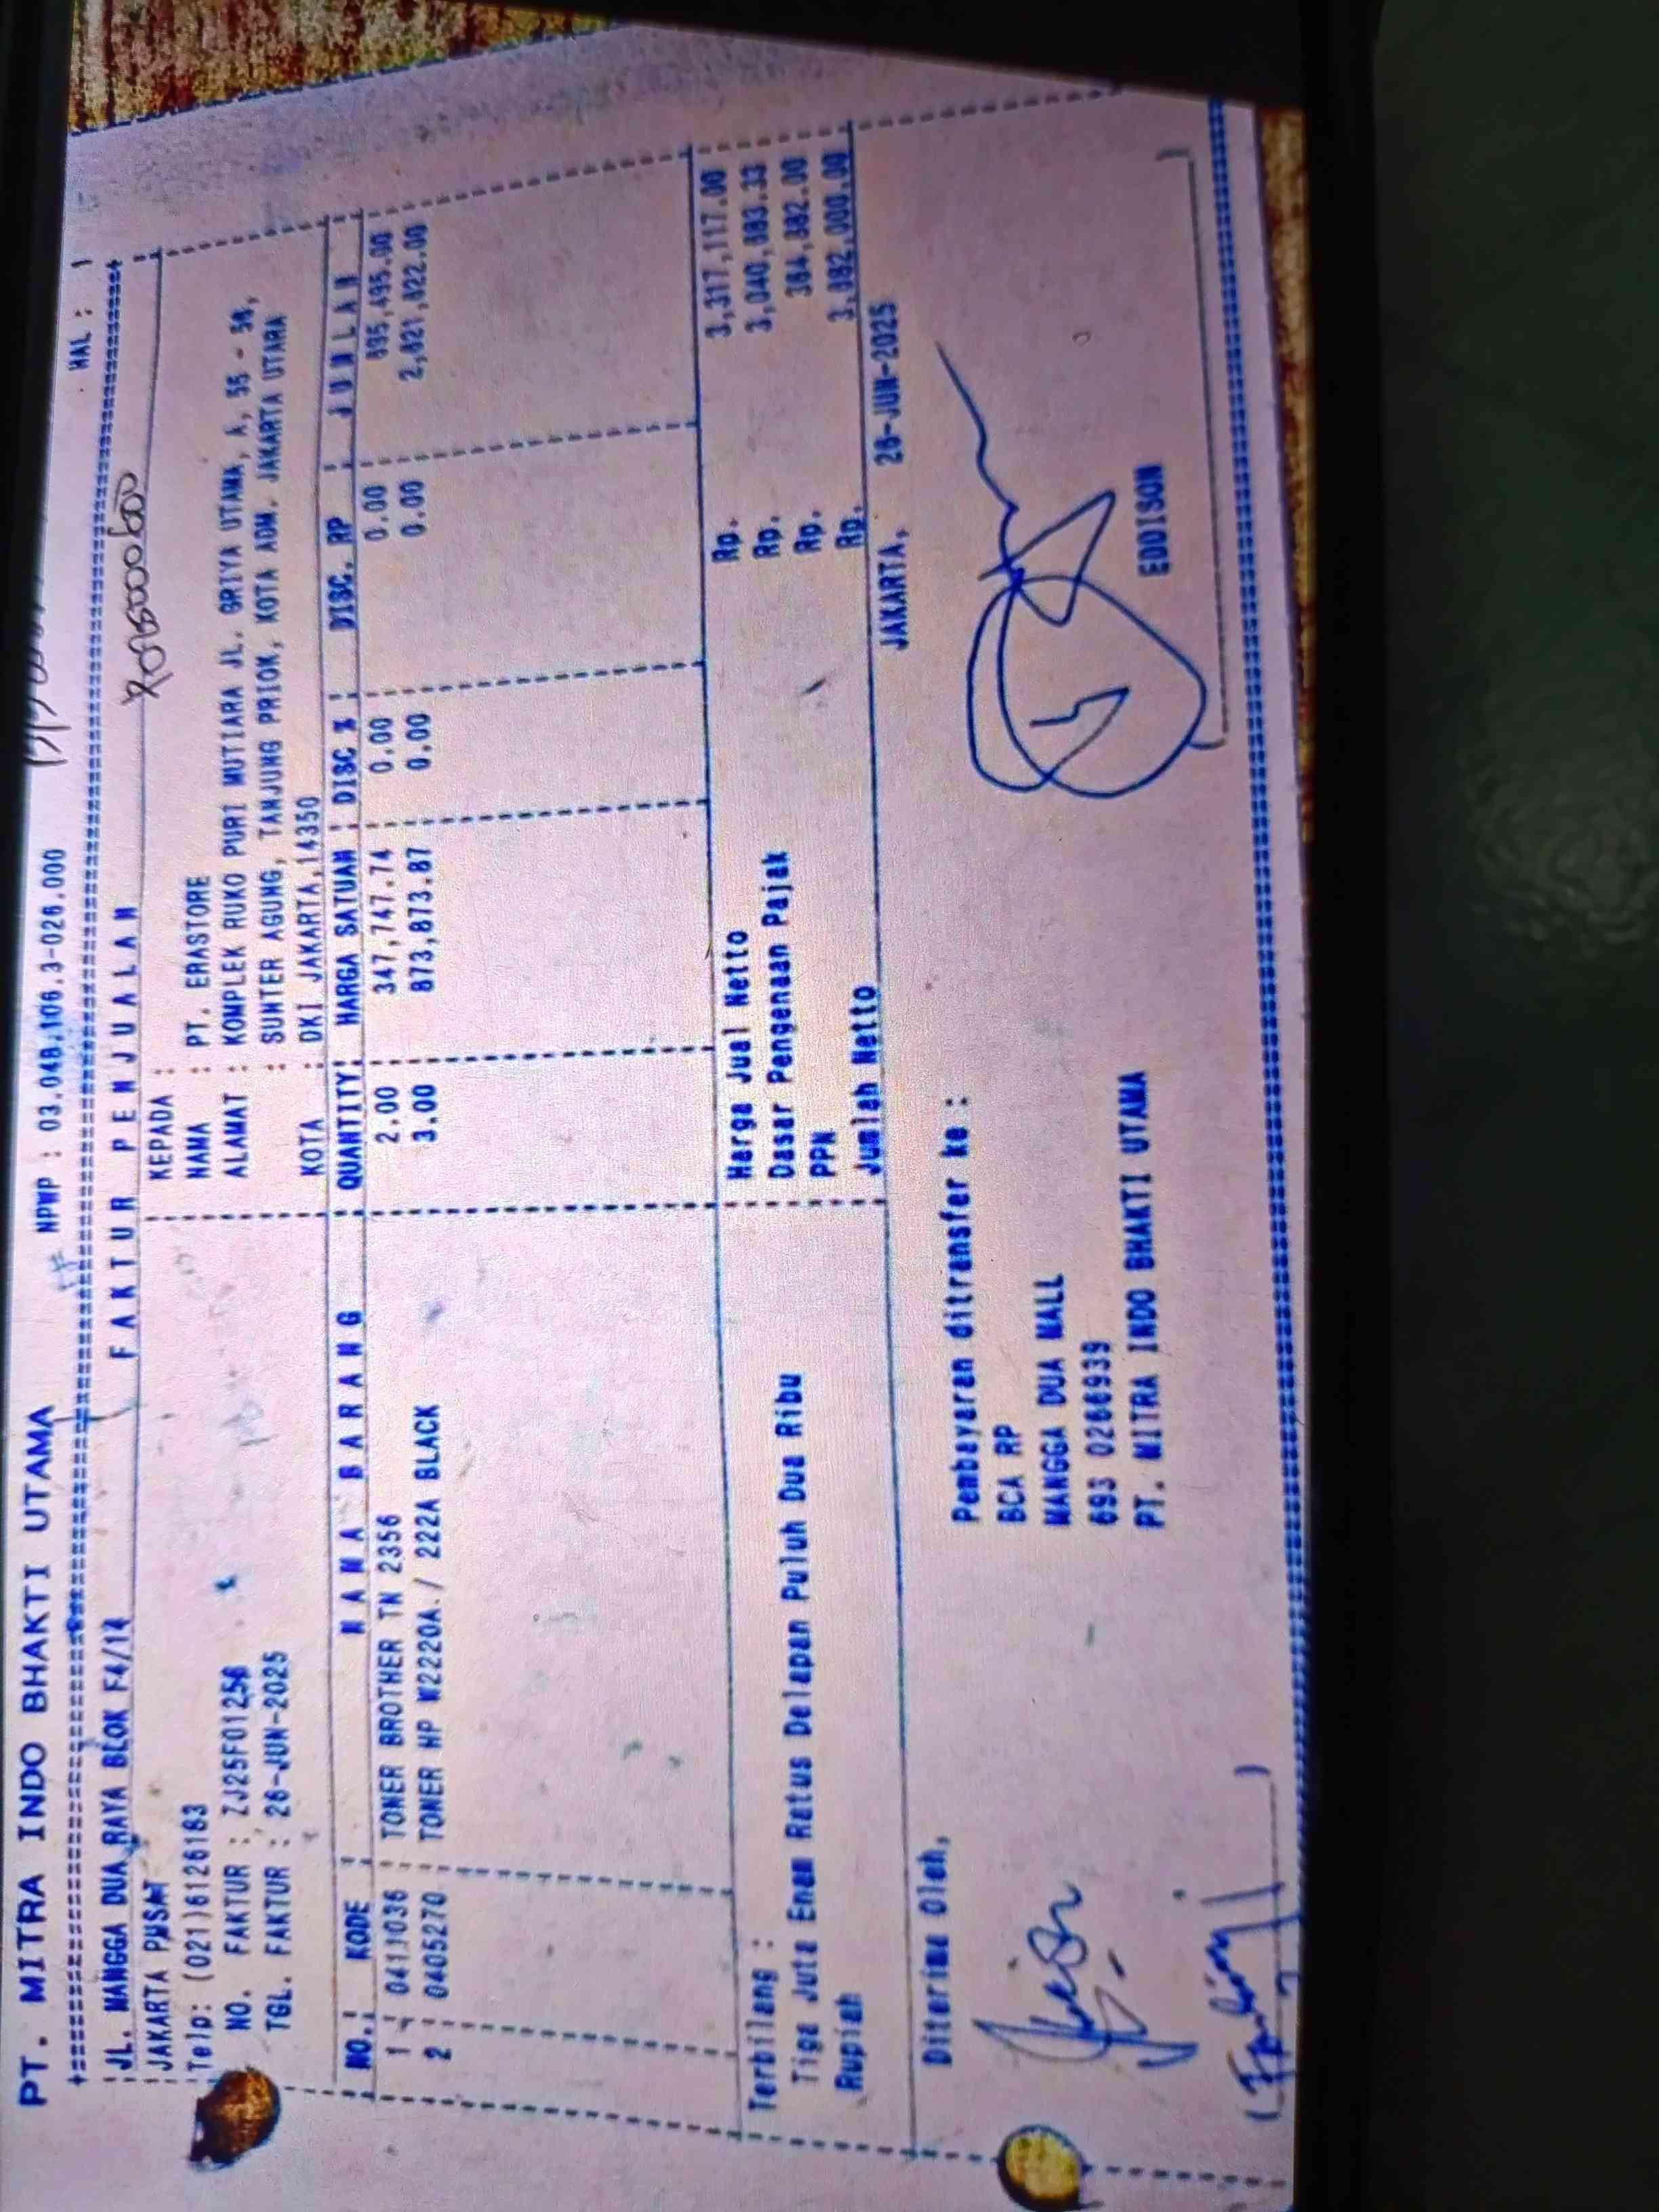 PT. MITRA INDO BHAKTI UTAMA NPWP : 03.048.106.3-026.000
HAL : 1
JL. MANGGA DUA RAYA BLOK F4/14 FAKTUR PENJUALAN
JAKARTA PUSAT KEPADA :
Telp: (021)6126183 NAMA : PT. ERASTORE
NO. FAKTUR : ZJ25F01256 ALAMAT : KOMPLEK RUKO PURI MUTIARA JL. GRIYA UTAMA, A, 55 - 58,
TGL. FAKTUR : 26-JUN-2025 : SUNTER AGUNG, TANJUNG PRIOK, KOTA ADM. JAKARTA UTARA
KOTA : DKI JAKARTA,14350
NO. KODE NAMA BARANG QUANTITY HARGA SATUAN DISC % DISC. RP JUMLAH
1 0411036 TONER BROTHER TN 2356 2.00 347,747.74 0.00 0.00 695,495.00
2 0405270 TONER HP W2220A./ 222A BLACK 3.00 873,873.87 0.00 0.00 2,621,622.00
Terbilang : Harga Jual Netto Rp. 3,317,117.00
Tiga Juta Enam Ratus Delapan Puluh Dua Ribu Dasar Pengenaan Pajak Rp. 3,040,693.33
Rupiah PPN Rp. 364,882.00
Jumlah Netto Rp. 3,682,000.00
JAKARTA, 26-JUN-2025
Diterima Oleh, Pembayaran ditransfer ke :
BCA RP
MANGGA DUA MALL
693 0266939
PT. MITRA INDO BHAKTI UTAMA EDDISON